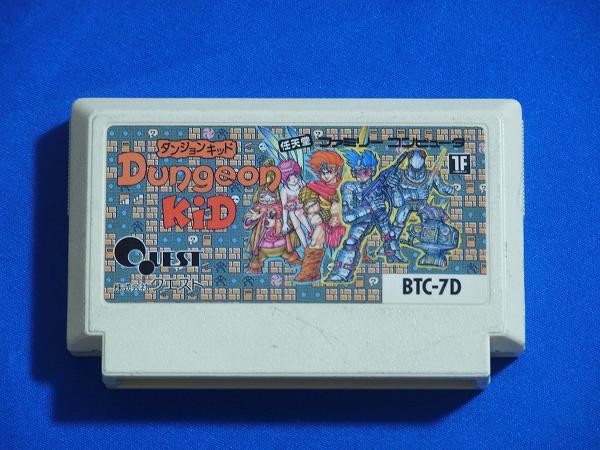 ダンジョンキッド
Dungeon
KiD
任天堂 ファミリーコンピュータ
1F
QUEST
株式会社クエスト
BTC-7D